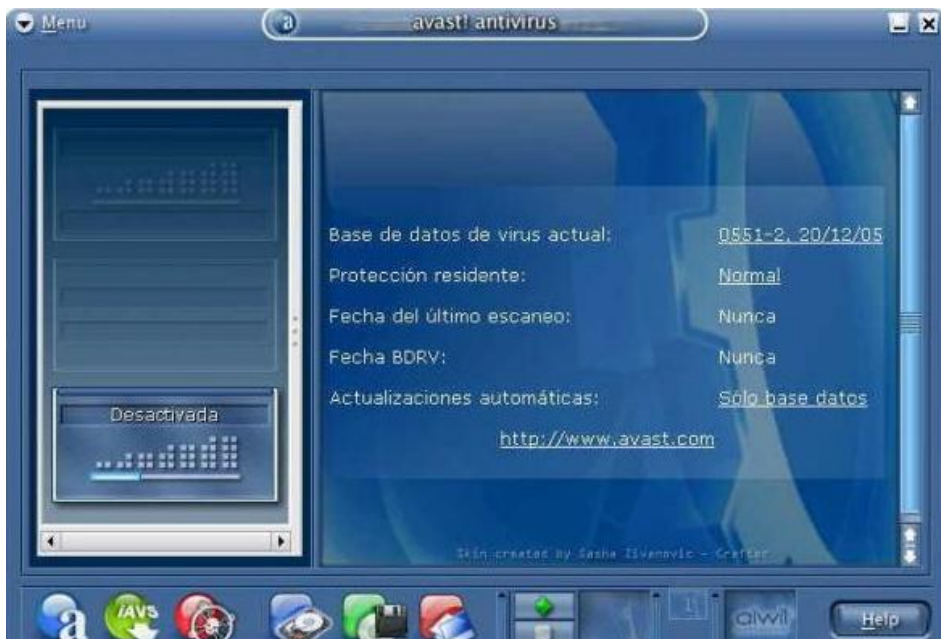 Menu
a
avast! antivirus
Base de datos de virus actual: 0551-2, 20/12/05
Protección residente: Normal
Fecha del último escaneo: Nunca
Fecha BDRV: Nunca
Actualizaciones automáticas: Sólo base datos
http://www.avast.com
Desactivada
Skin created by Sasha Zivanovic - Crafter
a
iAVS
1
alwil
Help